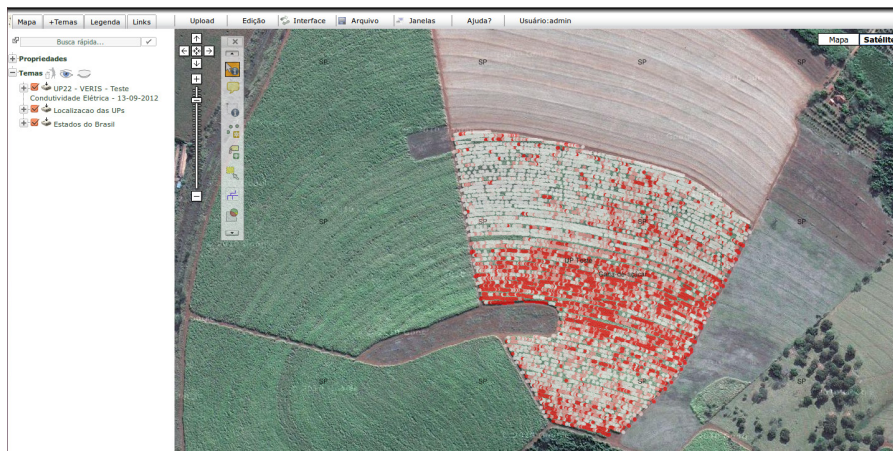 Mapa +Temas Legenda Links Upload Edição Interface Arquivo Janelas Ajuda? Usuário:admin
Busca rápida...
Propriedades
Temas
UP22 - VERIS - Teste
Condutividade Elétrica - 13-09-2012
Localizacao das UPs
Estados do Brasil
Mapa Satélite
SP SP SP SP
SP SP SP
SP SP SP